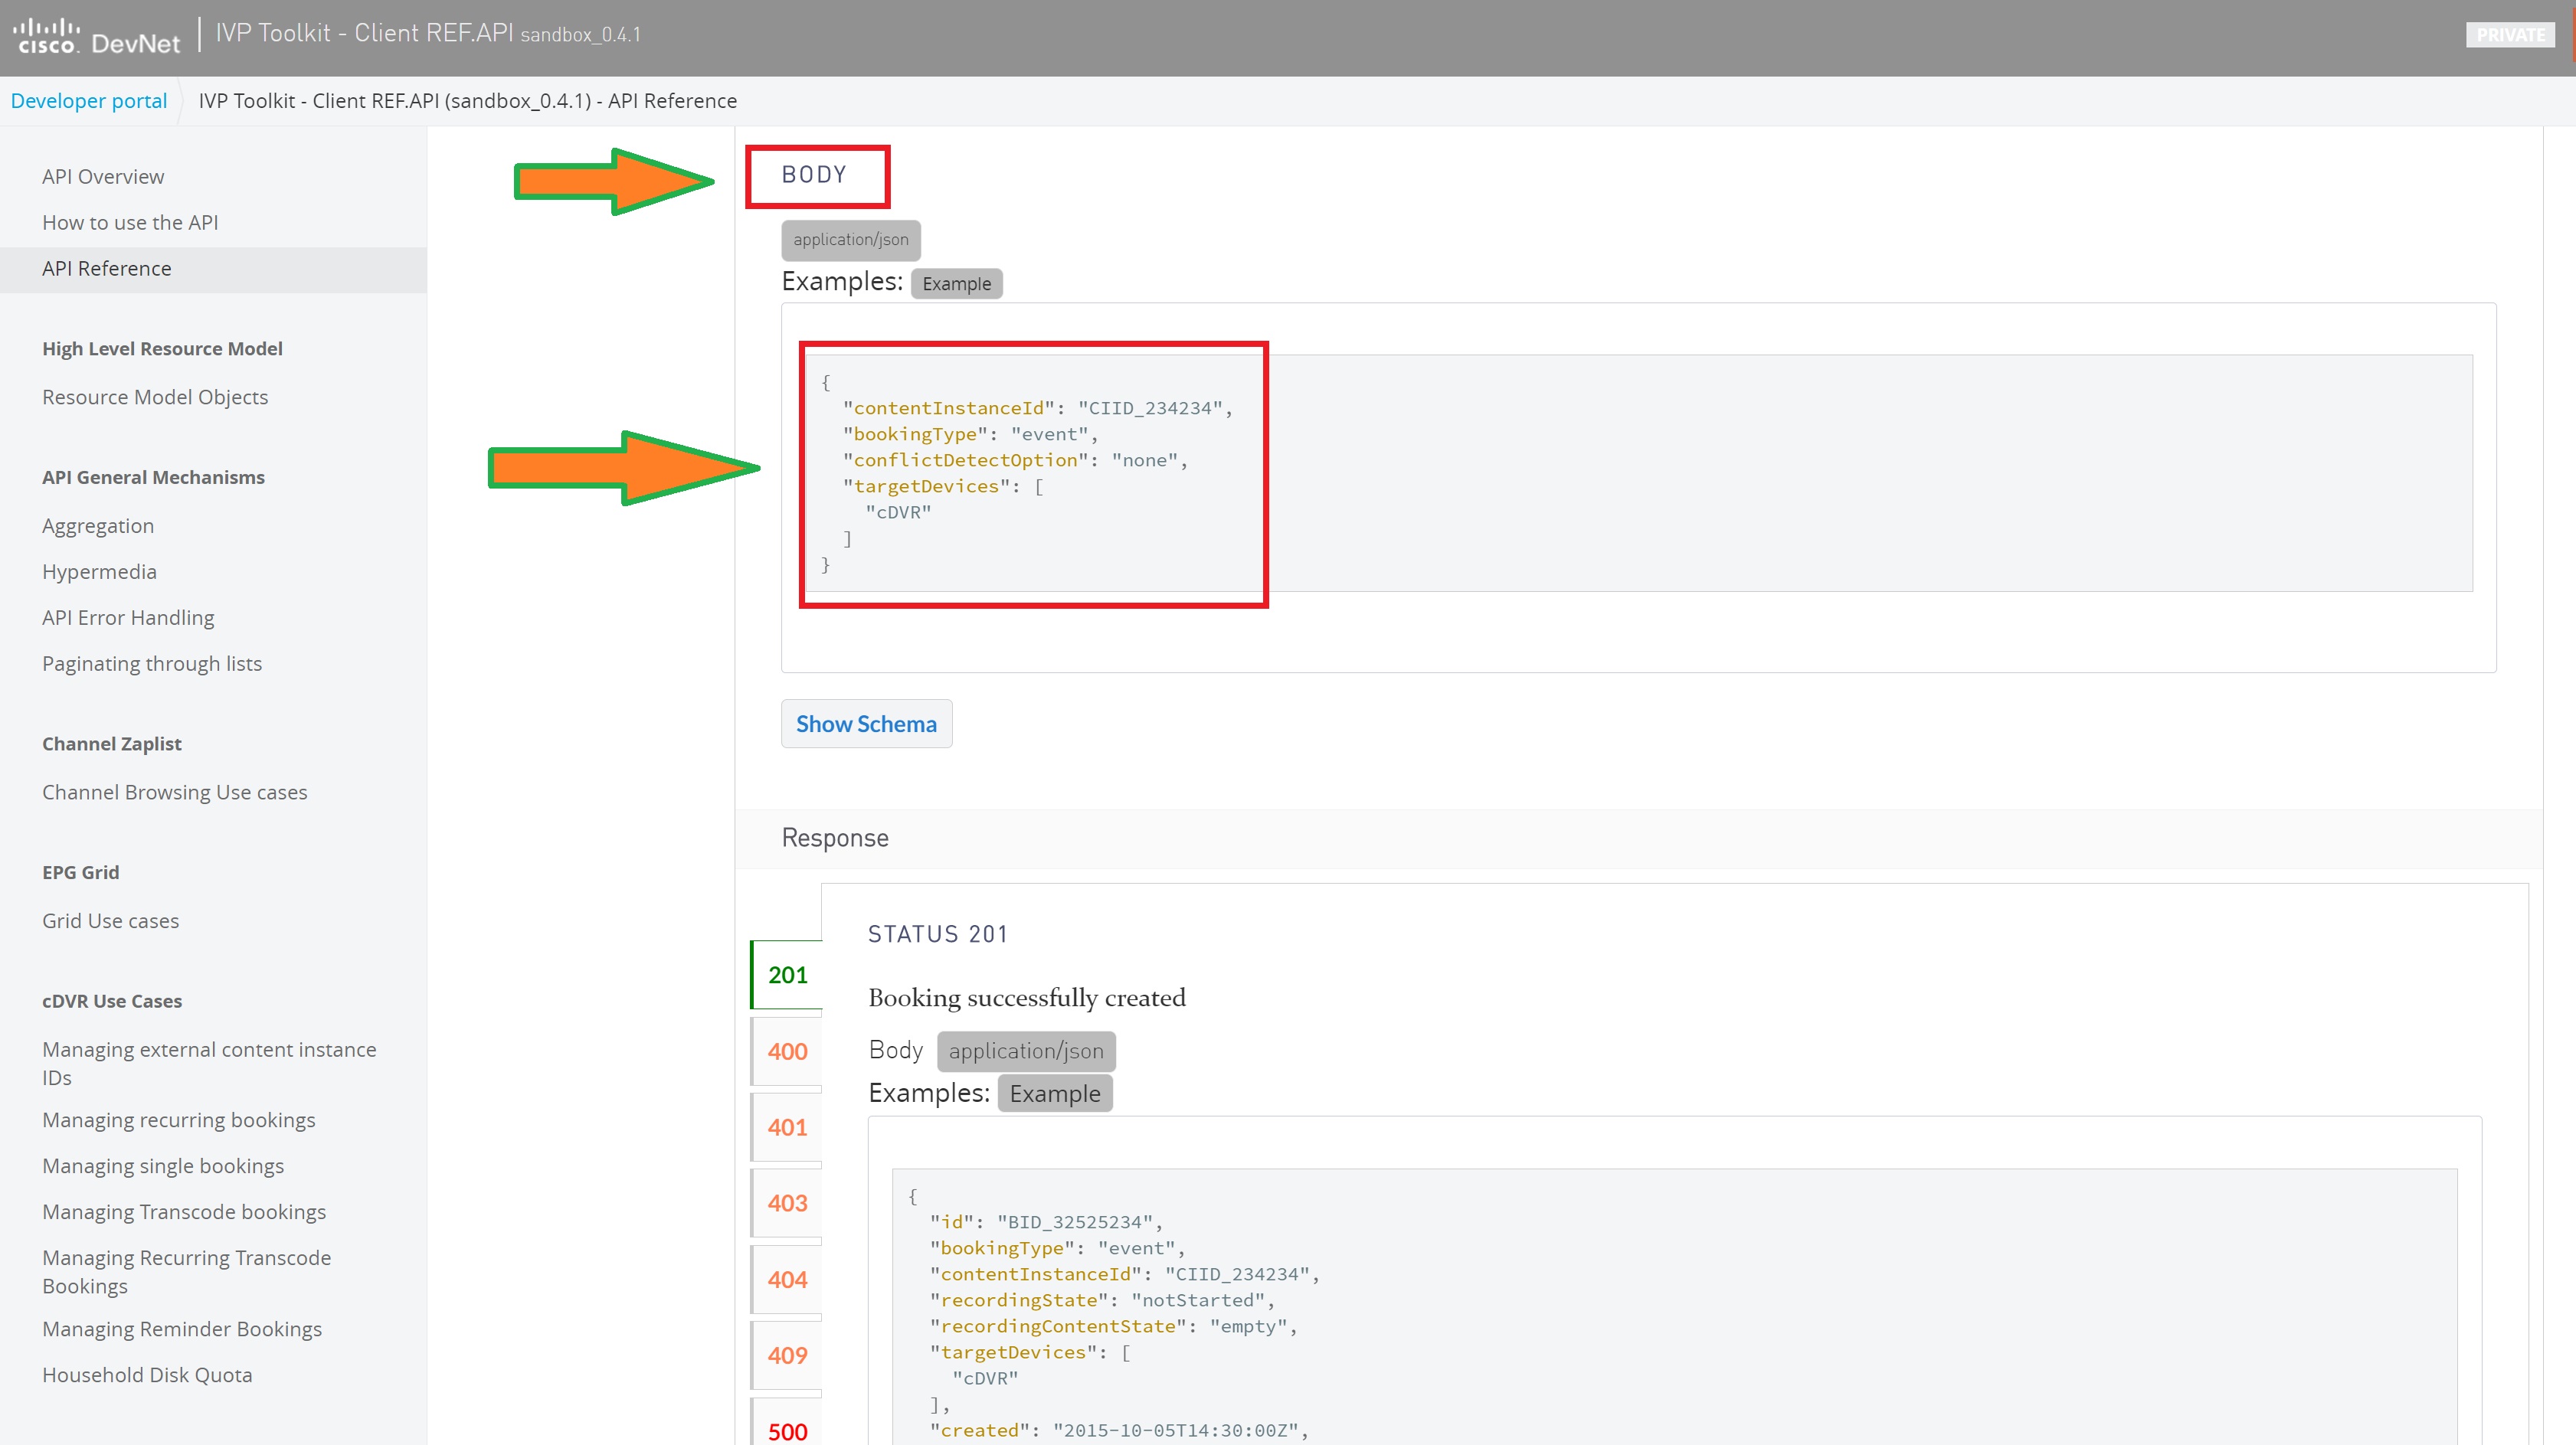 cisco. DevNet
IVP Toolkit - Client REF.API sandbox_0.4.1
PRIVATE
Developer portal
IVP Toolkit - Client REF.API (sandbox_0.4.1) - API Reference
API Overview
How to use the API
API Reference
High Level Resource Model
Resource Model Objects
API General Mechanisms
Aggregation
Hypermedia
API Error Handling
Paginating through lists
Channel Zaplist
Channel Browsing Use cases
EPG Grid
Grid Use cases
cDVR Use Cases
Managing external content instance
IDs
Managing recurring bookings
Managing single bookings
Managing Transcode bookings
Managing Recurring Transcode
Bookings
Managing Reminder Bookings
Household Disk Quota
BODY
application/json
Examples: Example
{
"contentInstanceId": "CIID_234234",
"bookingType": "event",
"conflictDetectOption": "none",
"targetDevices": [
"cDVR"
]
}
Show Schema
Response
201
400
401
403
404
409
500
STATUS 201
Booking successfully created
Body application/json
Examples: Example
{
"id": "BID_32525234",
"bookingType": "event",
"contentInstanceId": "CIID_234234",
"recordingState": "notStarted",
"recordingContentState": "empty",
"targetDevices": [
"cDVR"
],
"created": "2015-10-05T14:30:00Z",